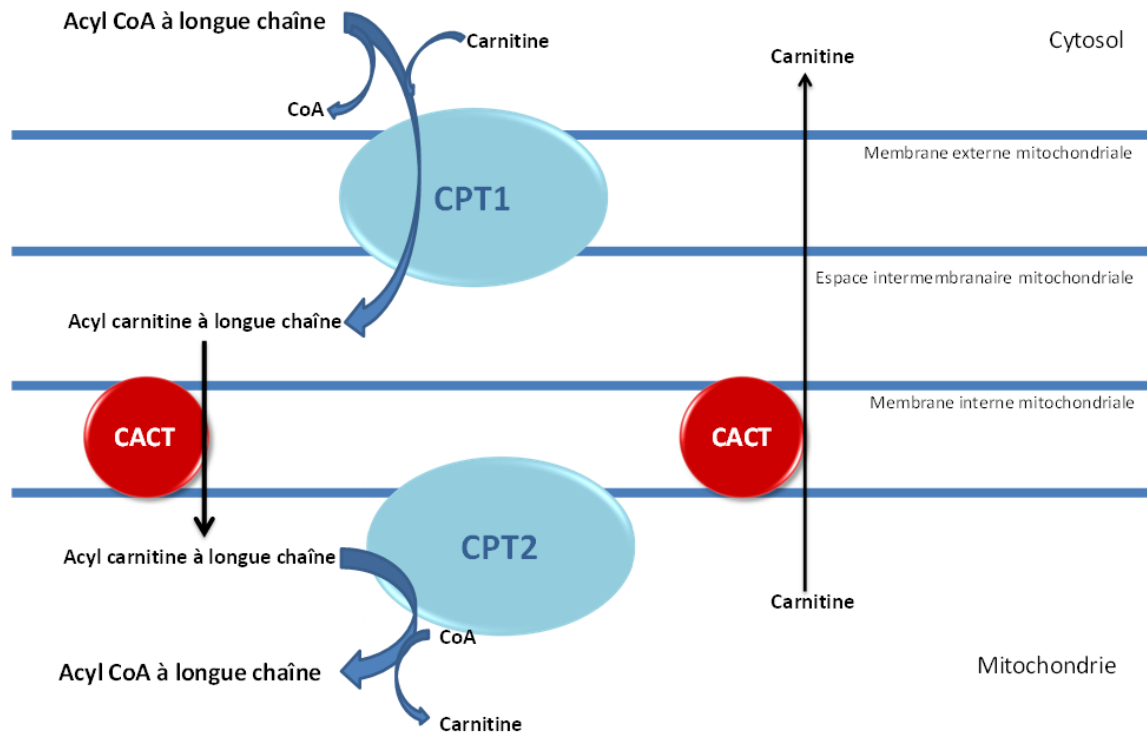 Acyl CoA à longue chaîne
Carnitine
Cytosol
Carnitine
CoA
Membrane externe mitochondriale
CPT1
Espace intermembranaire mitochondriale
Acyl carnitine à longue chaîne
Membrane interne mitochondriale
CACT
CACT
CPT2
Acyl carnitine à longue chaîne
Carnitine
CoA
Acyl CoA à longue chaîne
Mitochondrie
Carnitine